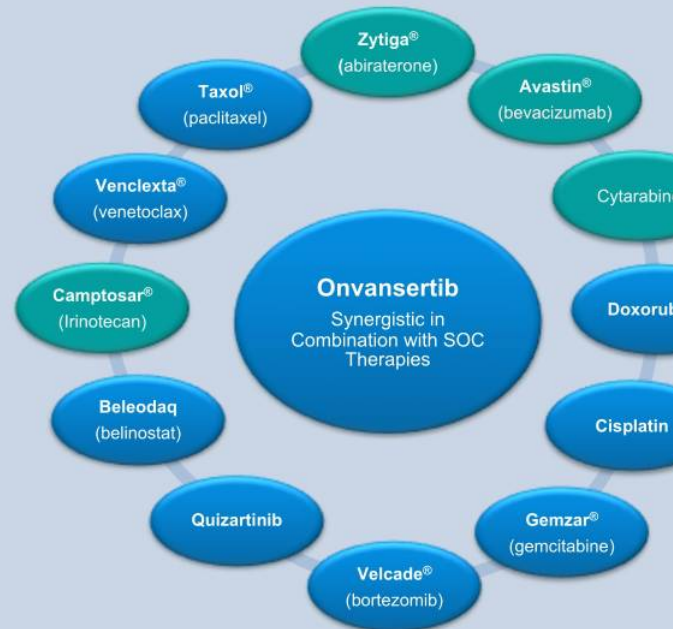 Zytiga®
(abiraterone)
Avastin®
(bevacizumab)
Taxol®
(paclitaxel)
Venclexta®
(venetoclax)
Onvansertib
Synergistic in
Combination with SOC
Therapies
Camptosar®
(Irinotecan)
Beleodaq
(belinostat)
Cisplatin
Quizartinib
Gemzar®
(gemcitabine)
Velcade®
(bortezomib)